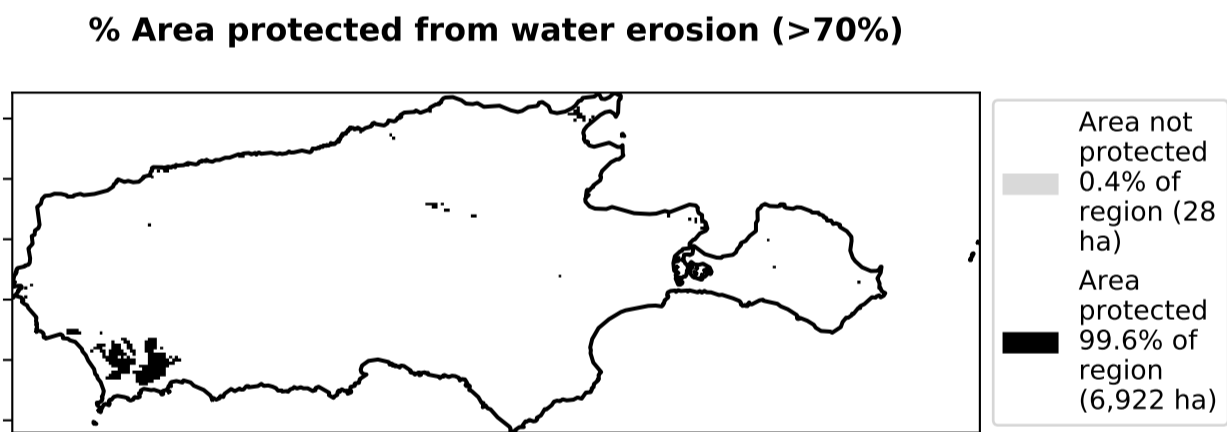 % Area protected from water erosion (>70%)
Area not
protected
0.4% of
region (28
ha)
Area
protected
99.6% of
region
(6,922 ha)